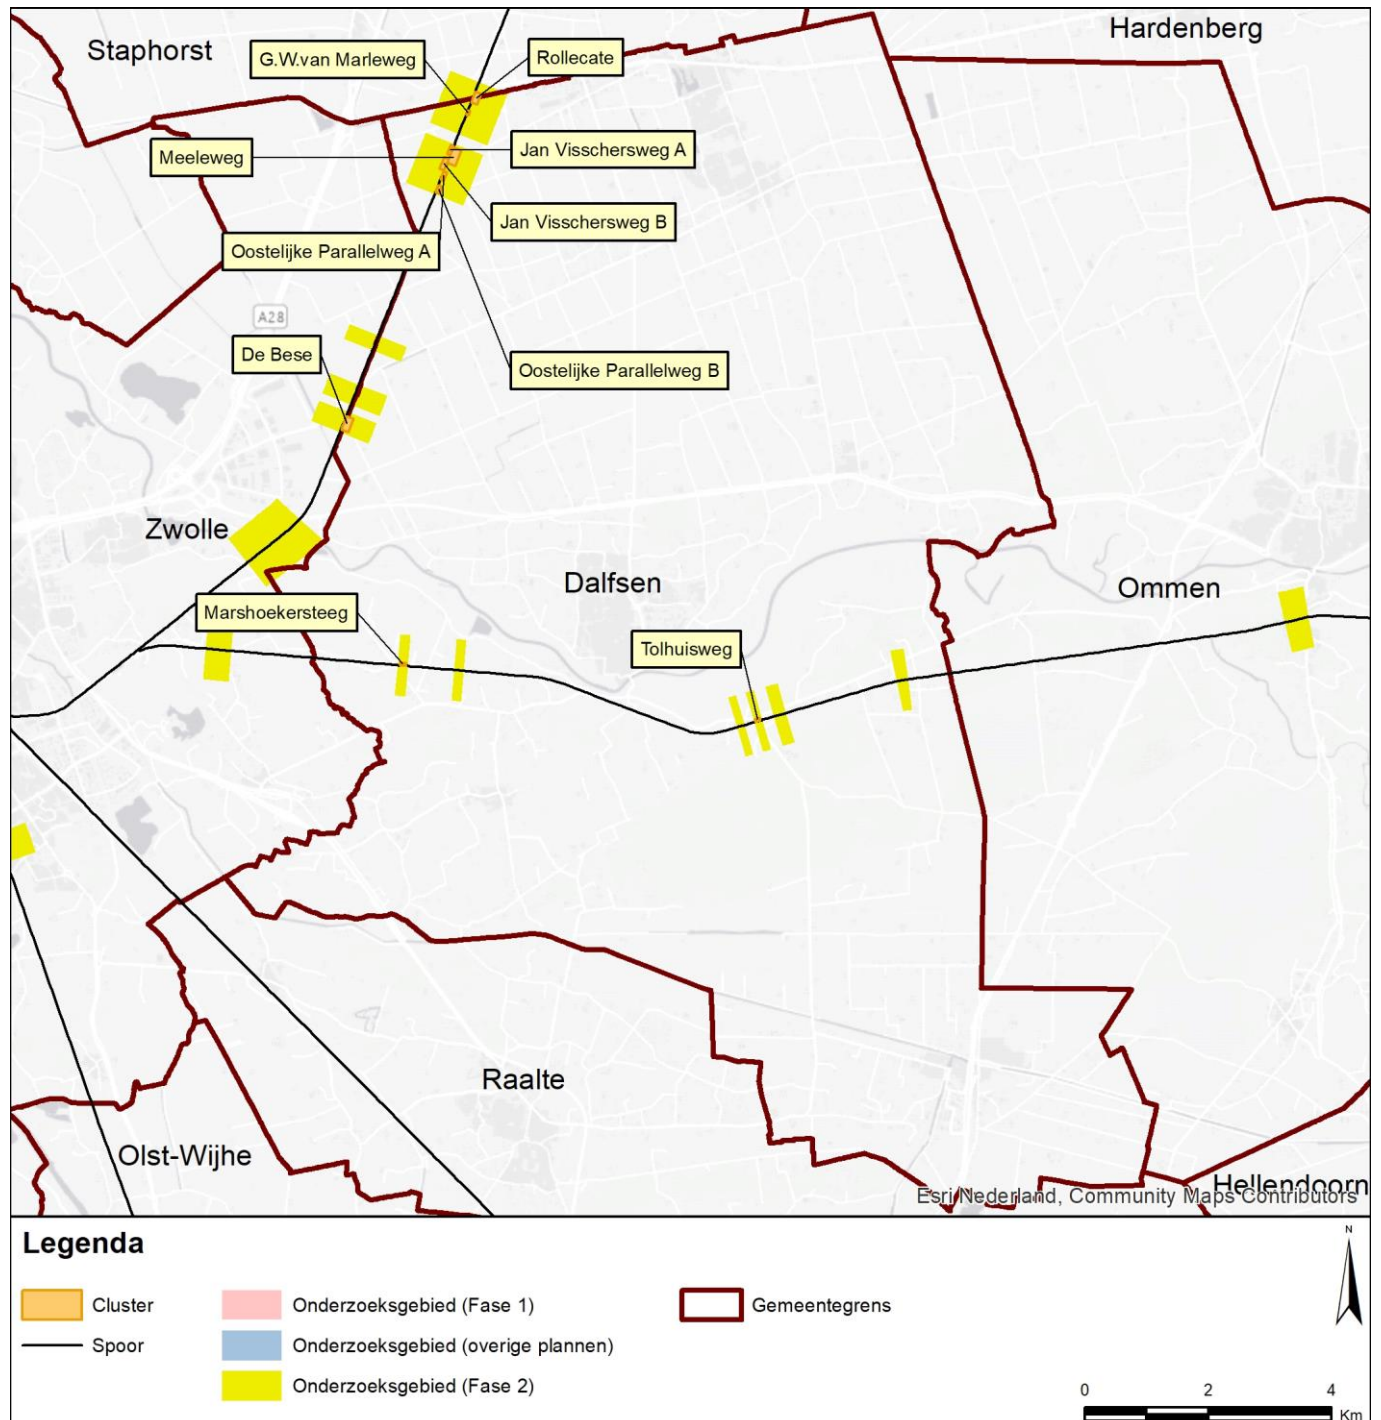 Hardenberg
Staphorst
G.W.van Marleweg
Rollecate
Meeleweg
Jan Visschersweg A
Jan Visschersweg B
Oostelijke Parallelweg A
A28
De Bese
Oostelijke Parallelweg B
Zwolle
Dalfsen
Ommen
Marshoekersteeg
Tolhuisweg
Raalte
Olst-Wijhe
Hellendoorn
Esri Nederland, Community Maps Contributors
Legenda
N
Cluster
Onderzoeksgebied (Fase 1)
Gemeentegrens
Spoor
Onderzoeksgebied (overige plannen)
Onderzoeksgebied (Fase 2)
0 2 4
Km